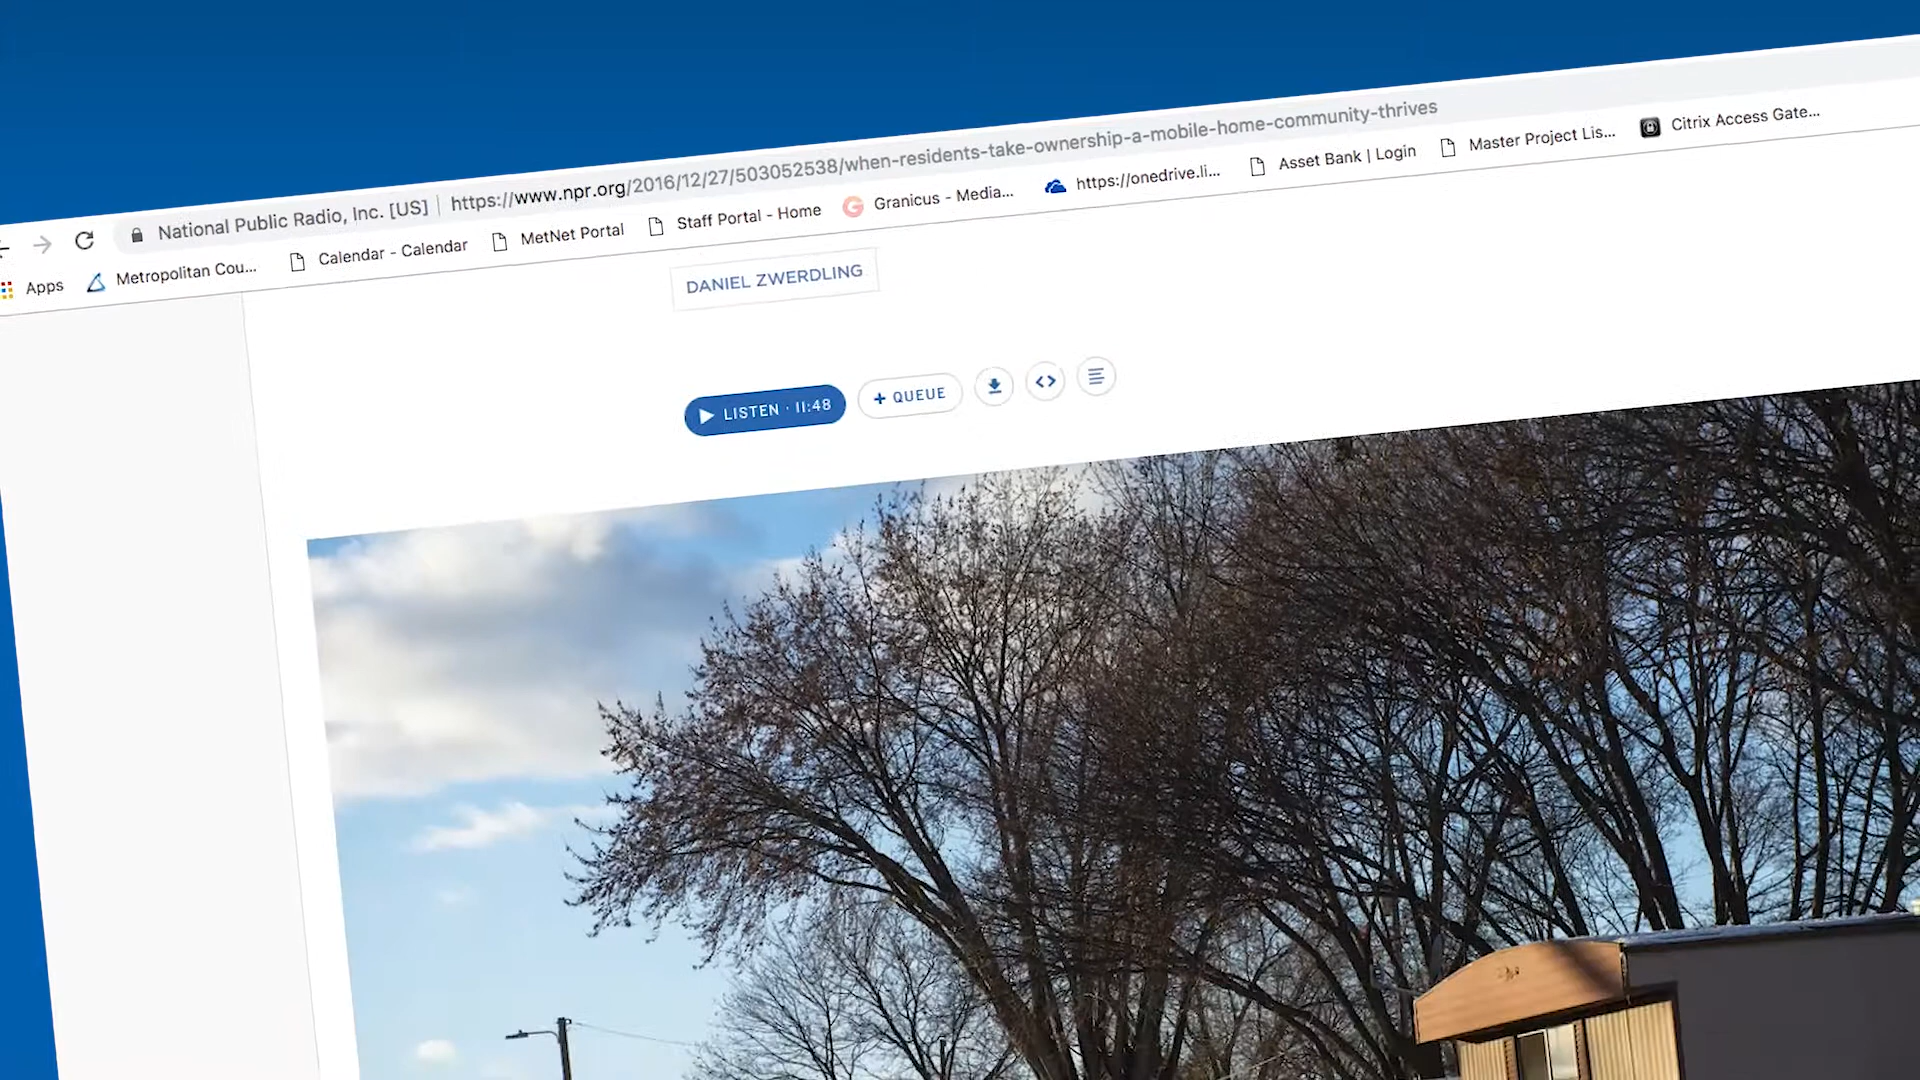 National Public Radio, Inc. [US] | https://www.npr.org/2016/12/27/503052538/when-residents-take-ownership-a-mobile-home-community-thrives
Apps Metropolitan Cou... Calendar - Calendar MetNet Portal Staff Portal - Home Granicus - Media... https://onedrive.li... Asset Bank | Login Master Project Lis... Citrix Access Gate...
DANIEL ZWERDLING
LISTEN · 11:48 + QUEUE